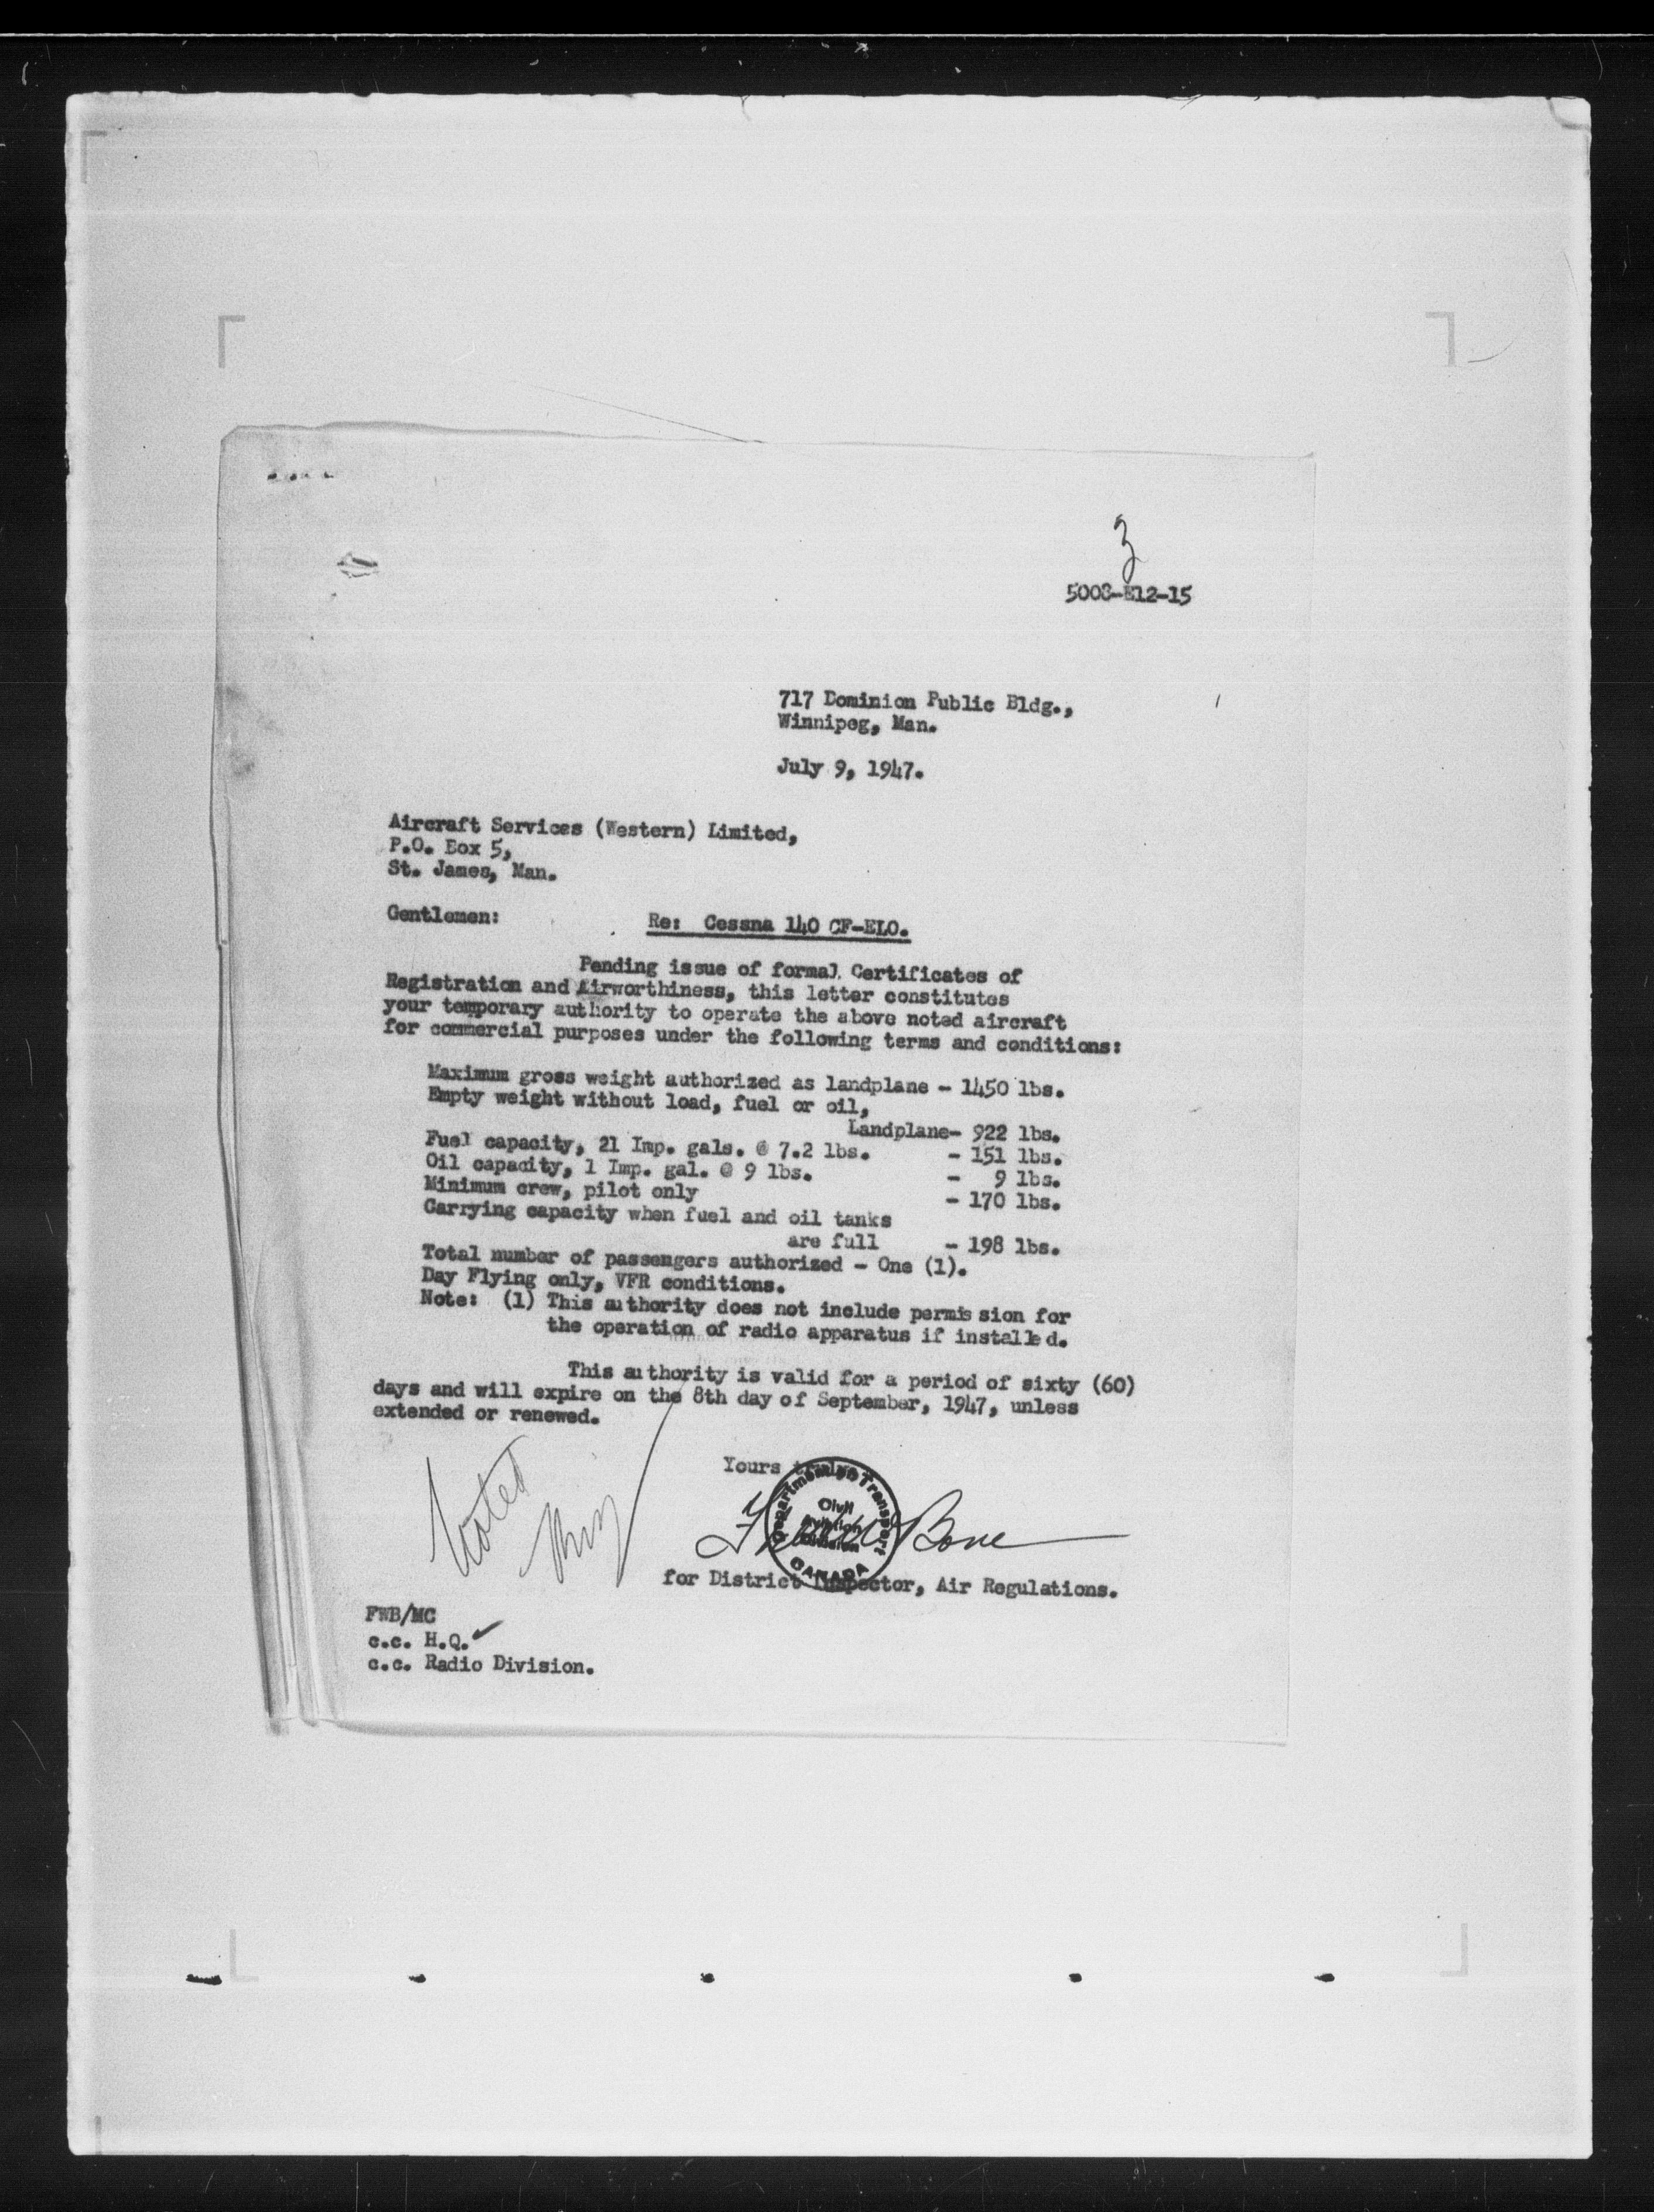 3
5008-E12-15
717 Dominion Public Bldg.,
Winnipeg, Man.
July 9, 1947.
Aircraft Services (Western) Limited,
P.O. Box 5,
St. James, Man.
Gentlemen:
Re: Cessna 140 CF-ELO.
Pending issue of formal Certificates of
Registration and Airworthiness, this letter constitutes
your temporary authority to operate the above noted aircraft
for commercial purposes under the following terms and conditions:
Maximum gross weight authorized as landplane - 1450 lbs.
Empty weight without load, fuel or oil,
Landplane- 922 lbs.
Fuel capacity, 21 Imp. gals. @ 7.2 lbs. - 151 lbs.
Oil capacity, 1 Imp. gal. @ 9 lbs. - 9 lbs.
Minimum crew, pilot only - 170 lbs.
Carrying capacity when fuel and oil tanks
are full - 198 lbs.
Total number of passengers authorized - One (1).
Day Flying only, VFR conditions.
Note: (1) This authority does not include permission for
the operation of radio apparatus if installed.
This authority is valid for a period of sixty (60)
days and will expire on the 8th day of September, 1947, unless
extended or renewed.
Noted
Yours truly,
Department of Transport
Civil
Aviation
Division
CANADA
Bone
for District Inspector, Air Regulations.
FWB/MC
c.c. H.Q. ✓
c.c. Radio Division.